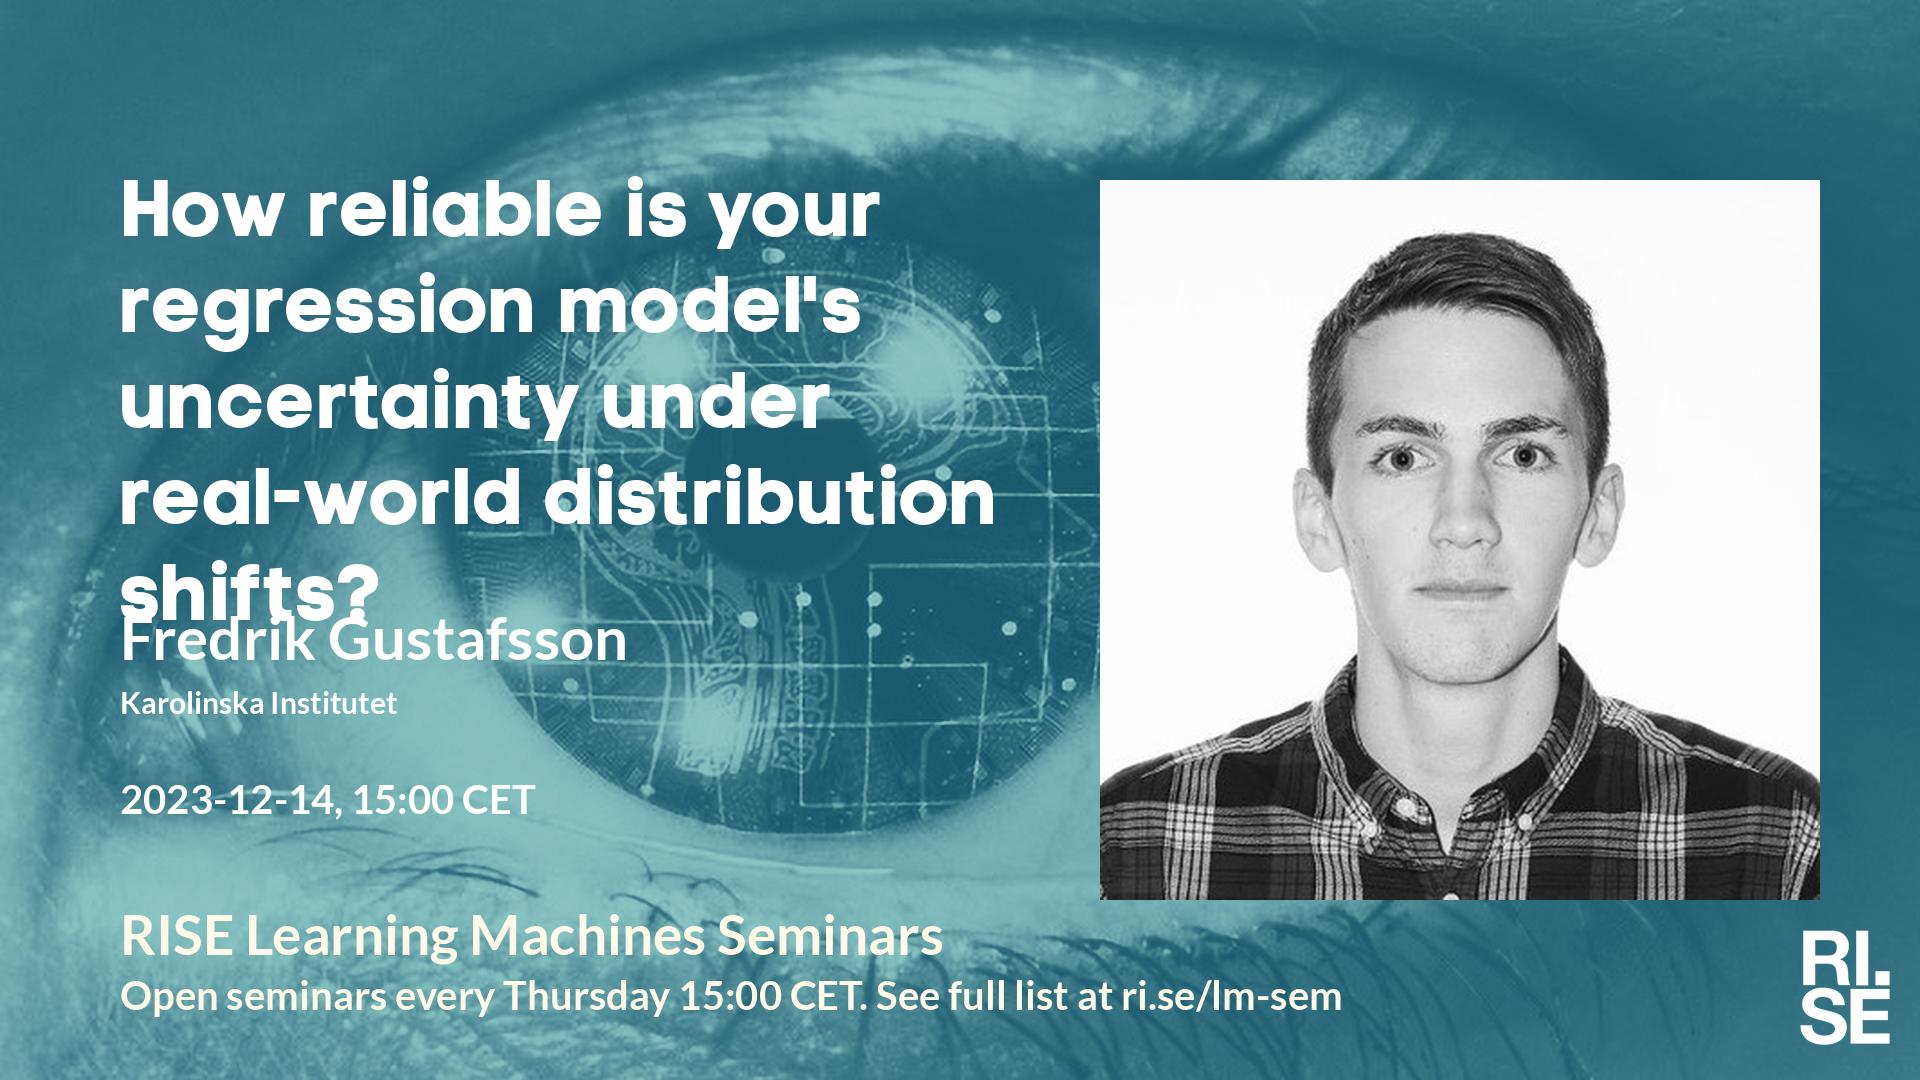 How reliable is your
regression model's
uncertainty under
real-world distribution
shifts?
Fredrik Gustafsson
Karolinska Institutet
2023-12-14, 15:00 CET
RISE Learning Machines Seminars
Open seminars every Thursday 15:00 CET. See full list at ri.se/lm-sem
RI.
SE